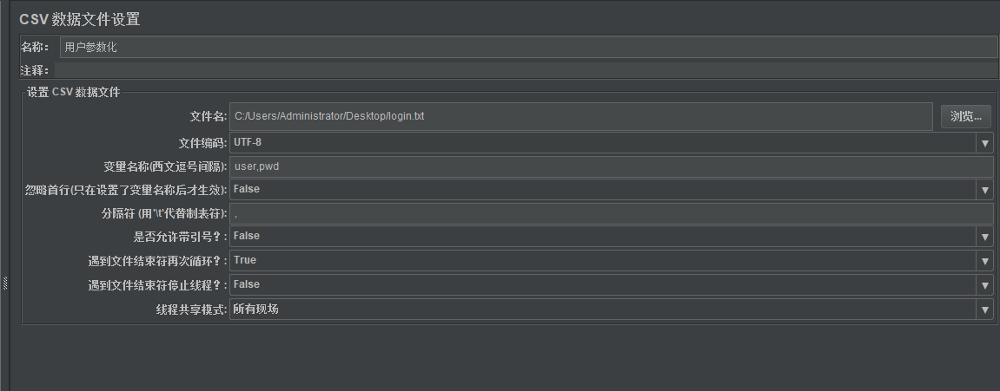 CSV 数据文件设置
名称： 用户参数化
注释：
设置 CSV 数据文件
文件名: C:/Users/Administrator/Desktop/login.txt 浏览...
文件编码: UTF-8
变量名称(西文逗号间隔): user,pwd
忽略首行(只在设置了变量名称后才生效): False
分隔符 (用'\t'代替制表符): ,
是否允许带引号？: False
遇到文件结束符再次循环？: True
遇到文件结束符停止线程？: False
线程共享模式: 所有现场